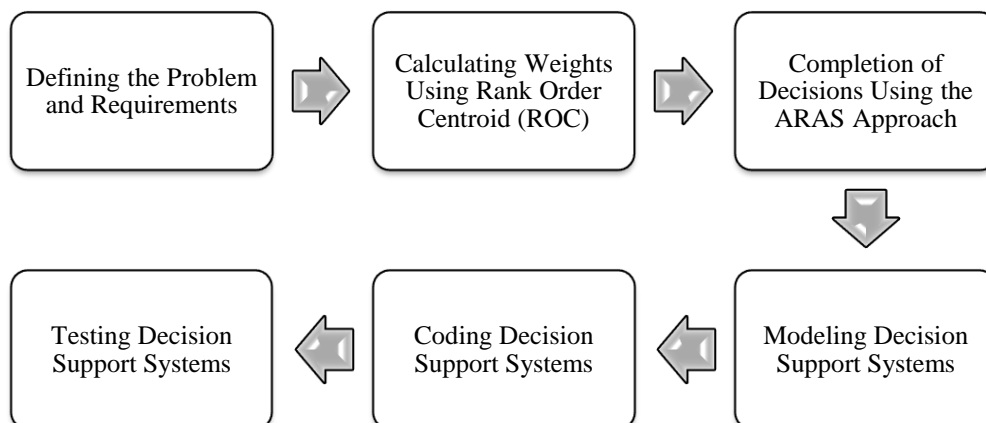 Defining the Problem
and Requirements
Calculating Weights
Using Rank Order
Centroid (ROC)
Completion of
Decisions Using the
ARAS Approach
Modeling Decision
Support Systems
Coding Decision
Support Systems
Testing Decision
Support Systems